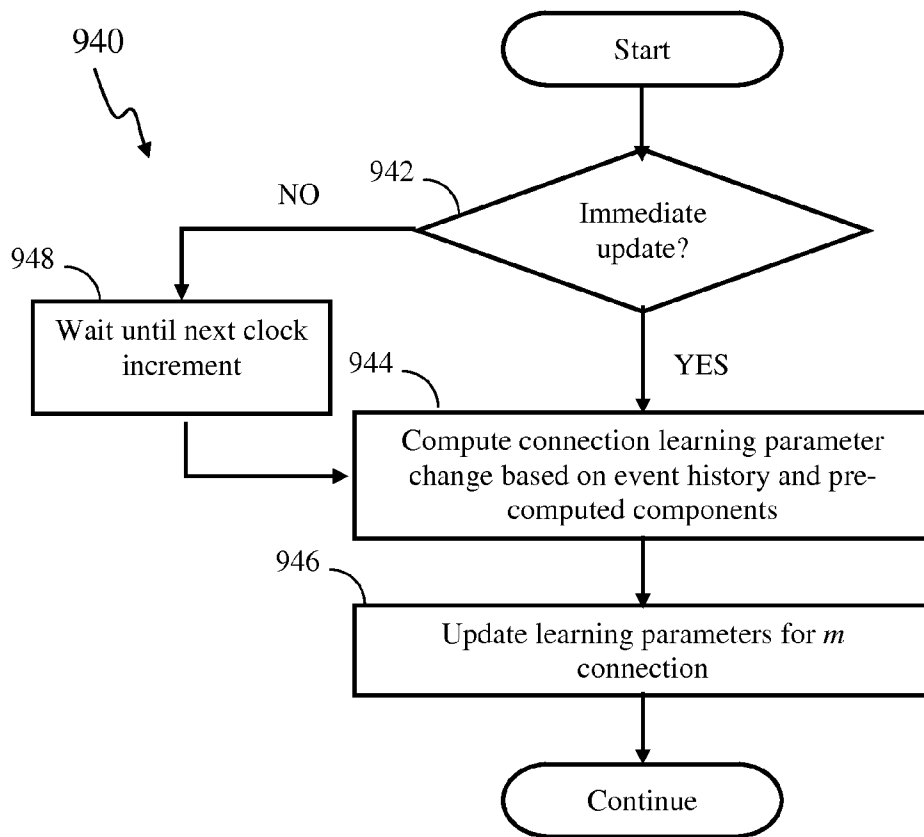 940
Start
942
NO
Immediate
update?
948
Wait until next clock
increment
944
YES
Compute connection learning parameter
change based on event history and pre-
computed components
946
Update learning parameters for m
connection
Continue